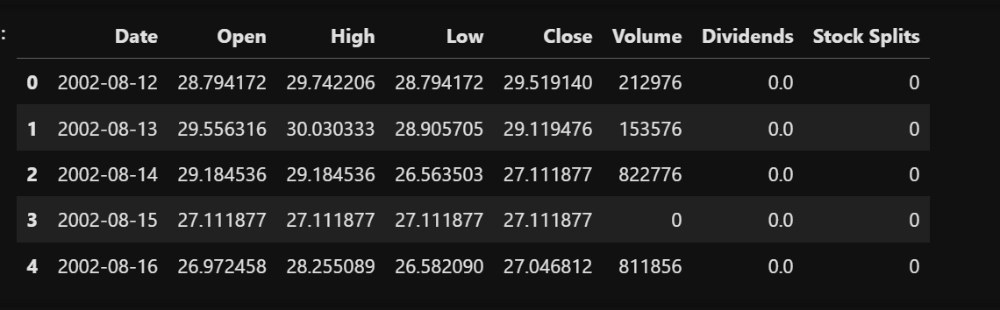 :
Date Open High Low Close Volume Dividends Stock Splits
0 2002-08-12 28.794172 29.742206 28.794172 29.519140 212976 0.0 0
1 2002-08-13 29.556316 30.030333 28.905705 29.119476 153576 0.0 0
2 2002-08-14 29.184536 29.184536 26.563503 27.111877 822776 0.0 0
3 2002-08-15 27.111877 27.111877 27.111877 27.111877 0 0.0 0
4 2002-08-16 26.972458 28.255089 26.582090 27.046812 811856 0.0 0